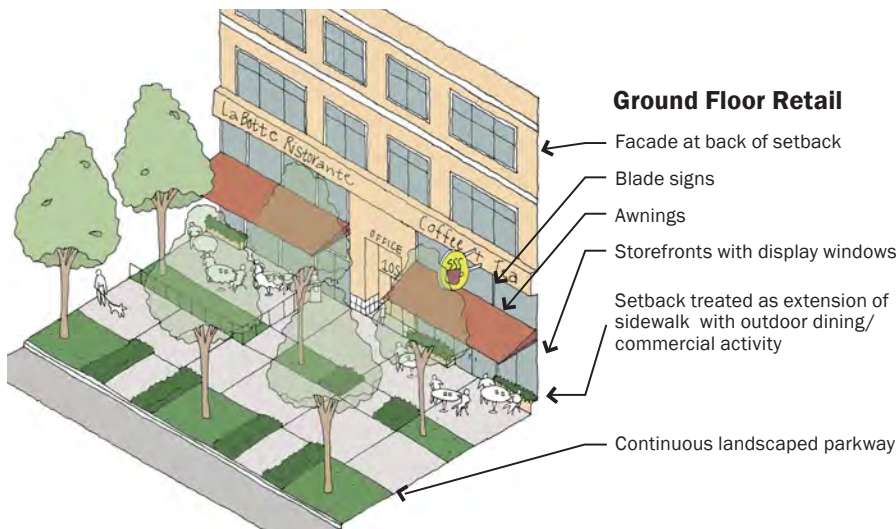 Ground Floor Retail
Facade at back of setback
Blade signs
Awnings
Storefronts with display windows
Setback treated as extension of
sidewalk with outdoor dining/
commercial activity
Continuous landscaped parkway
LaBotte Ristorante
OFFICE
105
Coffee + Tea